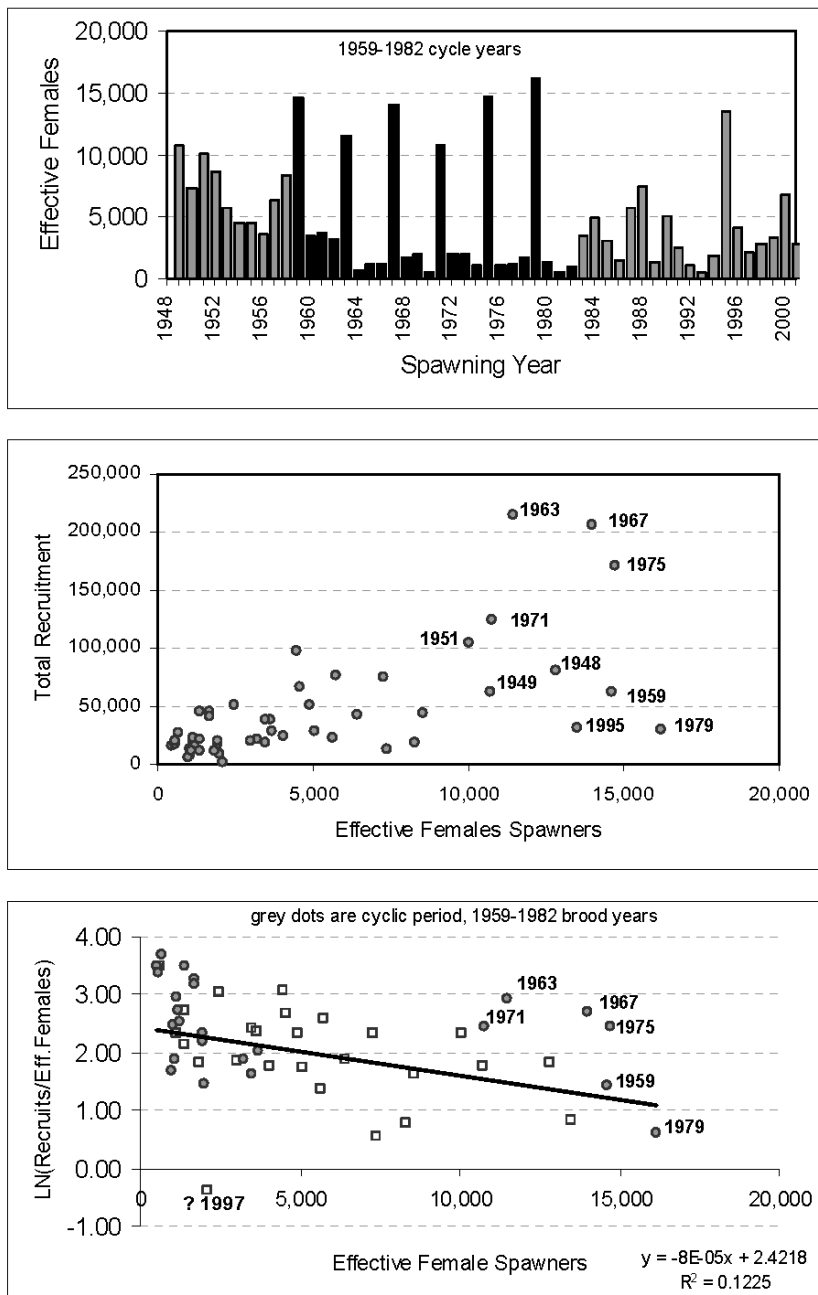 20,000
1959-1982 cycle years
15,000
10,000
5,000
0
Effective Females
1948 1952 1956 1960 1964 1968 1972 1976 1980 1984 1988 1992 1996 2000
Spawning Year
250,000
200,000
150,000
100,000
50,000
0
Total Recruitment
1963
1967
1975
1971
1951
1948
1949
1959
1995
1979
0 5,000 10,000 15,000 20,000
Effective Females Spawners
grey dots are cyclic period, 1959-1982 brood years
4.00
3.00
2.00
1.00
0.00
-1.00
LN(Recruits/Eff.Females)
1963
1967
1971
1975
1959
1979
? 1997
0 5,000 10,000 15,000 20,000
Effective Female Spawners
y = -8E-05x + 2.4218
R² = 0.1225